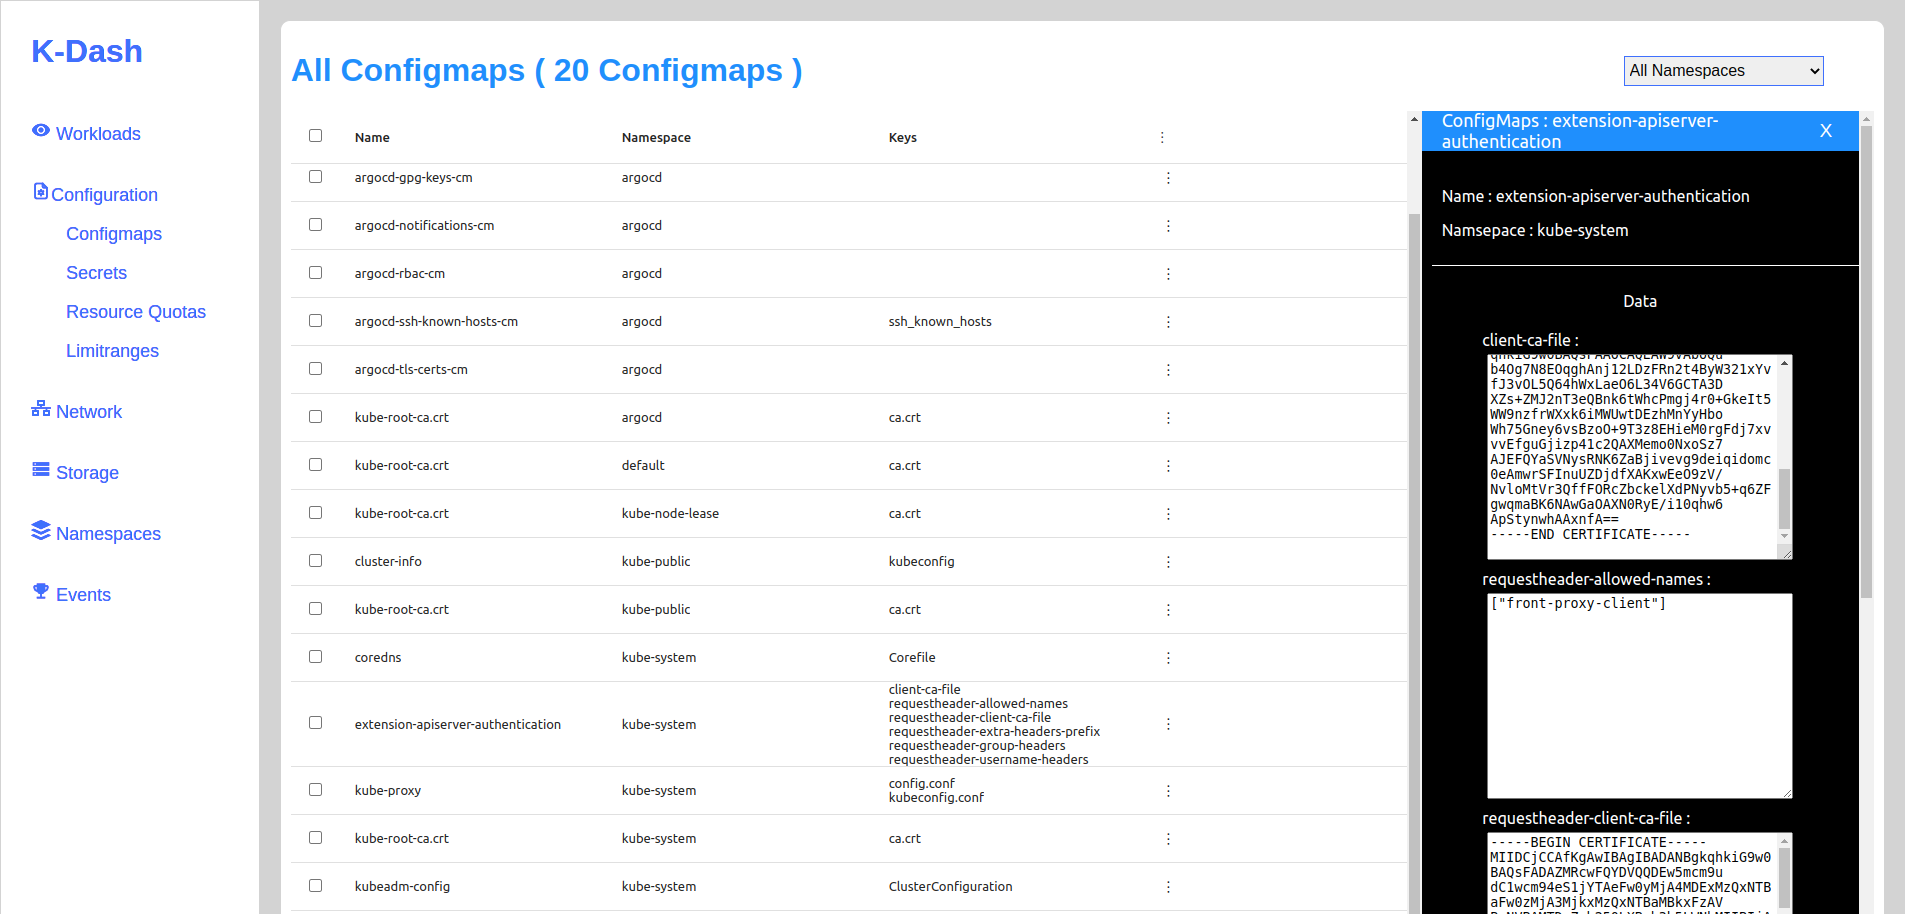 K-Dash
Workloads
Configuration
Configmaps
Secrets
Resource Quotas
Limitranges
Network
Storage
Namespaces
Events
All Configmaps ( 20 Configmaps )
All Namespaces
Name Namespace Keys
argocd-gpg-keys-cm argocd
argocd-notifications-cm argocd
argocd-rbac-cm argocd
argocd-ssh-known-hosts-cm argocd ssh_known_hosts
argocd-tls-certs-cm argocd
kube-root-ca.crt argocd ca.crt
kube-root-ca.crt default ca.crt
kube-root-ca.crt kube-node-lease ca.crt
cluster-info kube-public kubeconfig
kube-root-ca.crt kube-public ca.crt
coredns kube-system Corefile
extension-apiserver-authentication kube-system client-ca-file
requestheader-allowed-names
requestheader-client-ca-file
requestheader-extra-headers-prefix
requestheader-group-headers
requestheader-username-headers
kube-proxy kube-system config.conf
kubeconfig.conf
kube-root-ca.crt kube-system ca.crt
kubeadm-config kube-system ClusterConfiguration
ConfigMaps : extension-apiserver-
authentication
X
Name : extension-apiserver-authentication
Namsepace : kube-system
Data
client-ca-file :
b4Og7N8EOqghAnj12LDzFRn2t4ByW321xYv
fJ3vOL5Q64hWxLaeO6L34V6GCTA3D
XZs+ZMJ2nT3eQBnk6tWhcPmgj4r0+GkeIt5
WW9nzfrWXxk6iMWUwtDEzhMnYyHbo
Wh75Gney6vsBzoO+9T3z8EHieM0rgFdj7xv
vvEfguGjizp41c2QAXMemo0NxoSz7
AJEFQYaSVNysRNK6ZaBjivevg9deiqidomc
0eAmwrSFInuUZDjdfXAKxwEeO9zV/
NvloMtVr3QffFORcZbckelXdPNyvb5+q6ZF
gwqmaBK6NAwGaOAXN0RyE/i10qhw6
ApStynwhAAxnfA==
-----END CERTIFICATE-----
requestheader-allowed-names :
["front-proxy-client"]
requestheader-client-ca-file :
-----BEGIN CERTIFICATE-----
MIIDCjCCAfKgAwIBAgIBADANBgkqhkiG9w0
BAQsFADAZMRcwFQYDVQQDEw5mcm9u
dC1wcm94eS1jYTAeFw0yMjA4MDExMzQxNTB
aFw0zMjA3MjkxMzQxNTBaMBkxFzAV